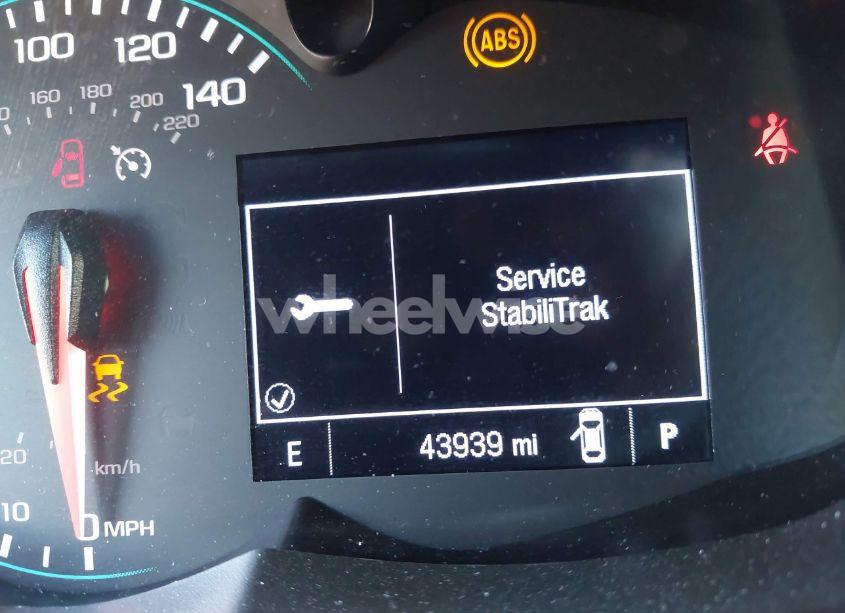 100 120 140
160 180 200 220
ABS
Service
StabiliTrak
wheelwise
E 43939 mi P
20 km/h
10 0 MPH